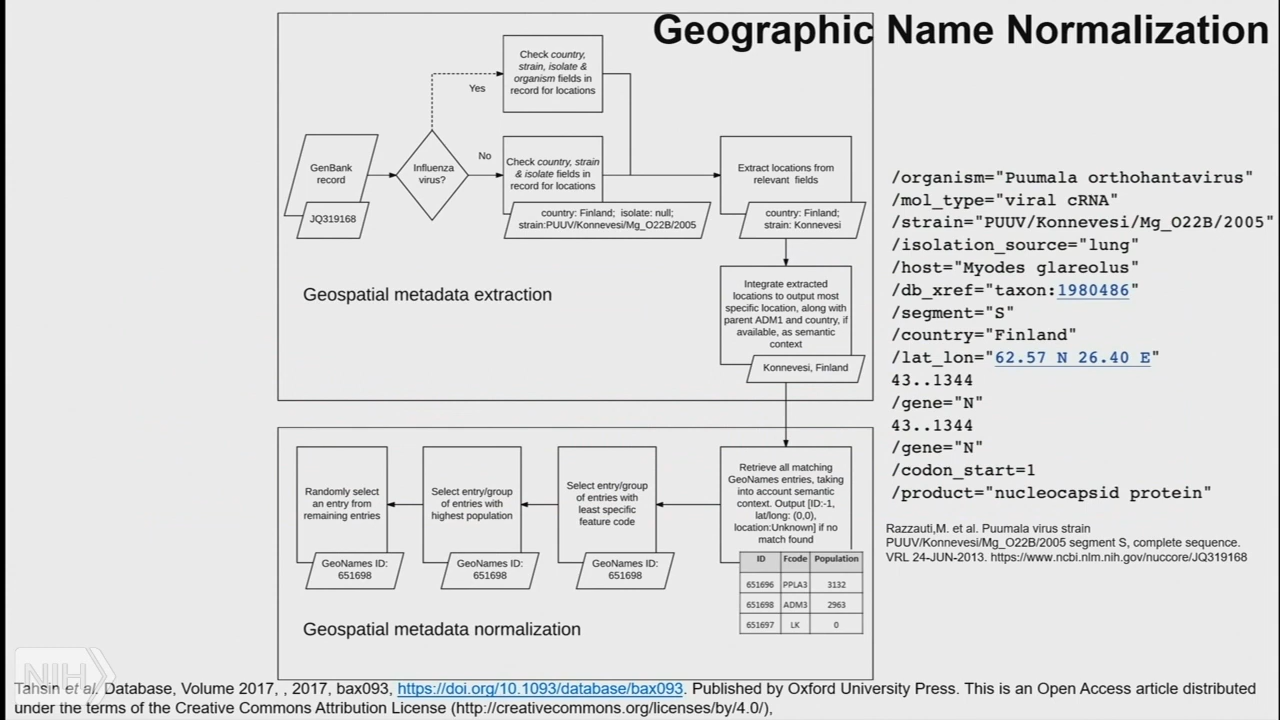 Geographic Name Normalization
Check country,
strain, isolate &
organism fields in
record for locations
Yes
GenBank
record
JQ319168
Influenza
virus?
No
Check country, strain
& isolate fields in
record for locations
country: Finland; isolate: null;
strain:PUUV/Konnevesi/Mg_O22B/2005
Extract locations from
relevant fields
country: Finland;
strain: Konnevesi
Geospatial metadata extraction
Integrate extracted
locations to output most
specific location, along with
parent ADM1 and country, if
available, as semantic
context
Konnevesi, Finland
Retrieve all matching
GeoNames entries, taking
into account semantic
context. Output [ID:-1,
lat/long: (0,0),
location:Unknown] if no
match found
ID Fcode Population
651696 PPLA3 3132
651698 ADM3 2963
651697 LK 0
Select entry/group
of entries with
least specific
feature code
GeoNames ID:
651698
Select entry/group
of entries with
highest population
GeoNames ID:
651698
Randomly select
an entry from
remaining entries
GeoNames ID:
651698
Geospatial metadata normalization
/organism="Puumala orthohantavirus"
/mol_type="viral cRNA"
/strain="PUUV/Konnevesi/Mg_O22B/2005"
/isolation_source="lung"
/host="Myodes glareolus"
/db_xref="taxon:1980486"
/segment="S"
/country="Finland"
/lat_lon="62.57 N 26.40 E"
43..1344
/gene="N"
43..1344
/gene="N"
/codon_start=1
/product="nucleocapsid protein"
Razzauti,M. et al. Puumala virus strain
PUUV/Konnevesi/Mg_O22B/2005 segment S, complete sequence.
VRL 24-JUN-2013. https://www.ncbi.nlm.nih.gov/nuccore/JQ319168
NIH
Tahsin et al. Database, Volume 2017, , 2017, bax093, https://doi.org/10.1093/database/bax093. Published by Oxford University Press. This is an Open Access article distributed
under the terms of the Creative Commons Attribution License (http://creativecommons.org/licenses/by/4.0/),